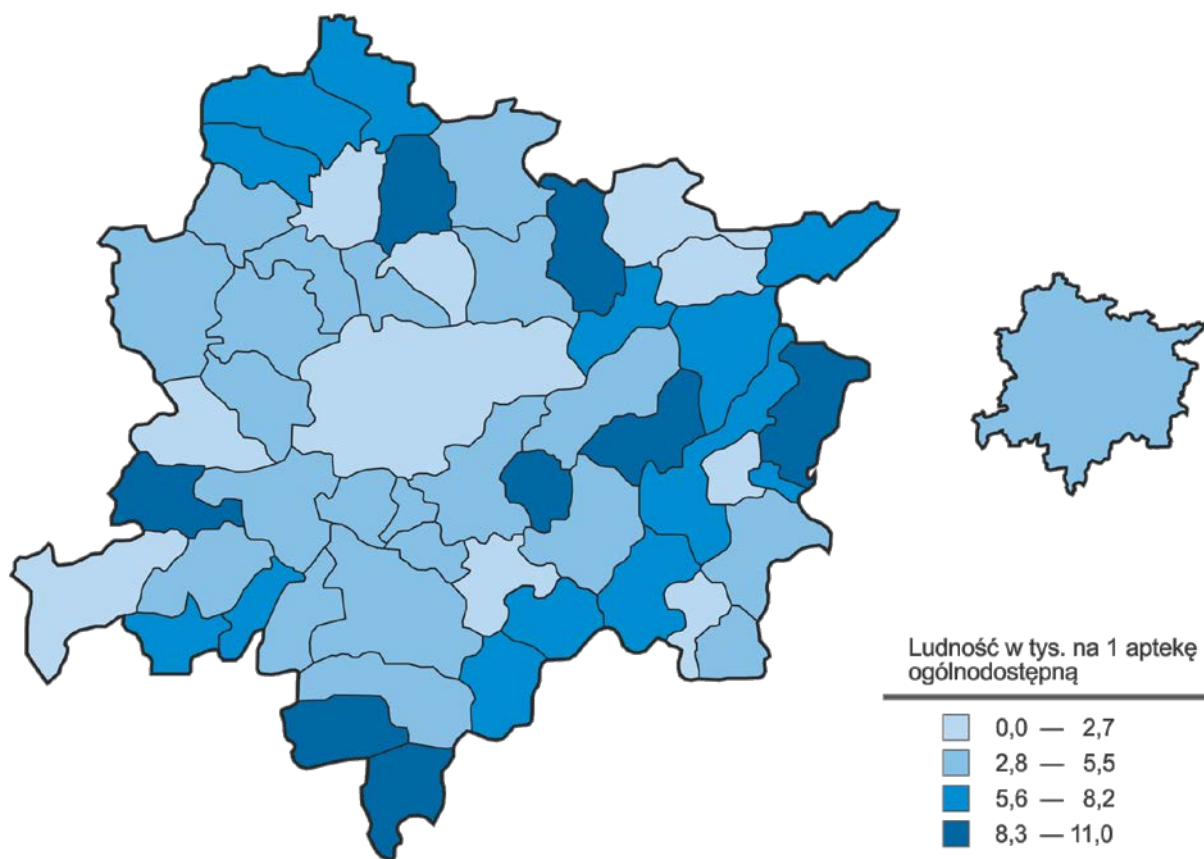 Ludność w tys. na 1 aptekę
ogólnodostępną
0,0 — 2,7
2,8 — 5,5
5,6 — 8,2
8,3 — 11,0